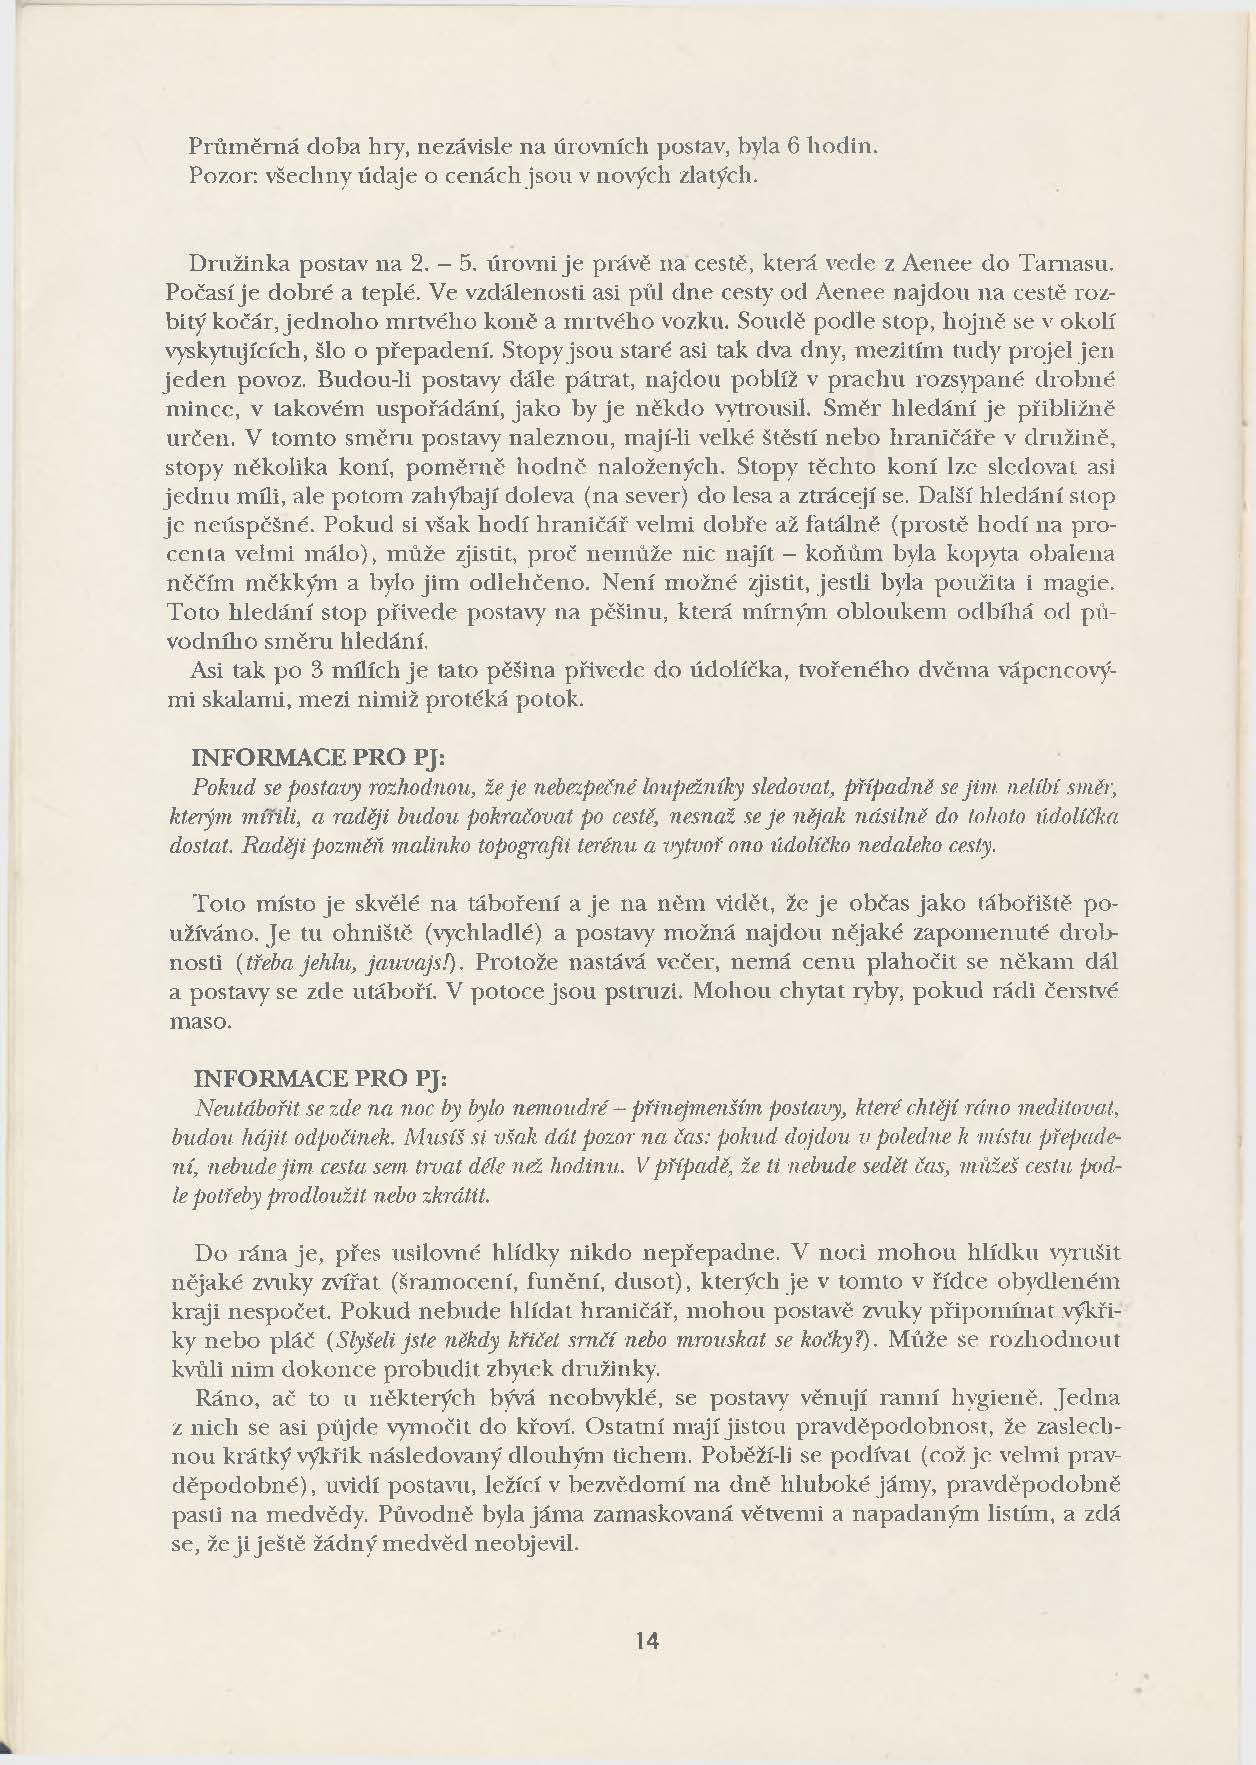 Průměrná doba hry, nezávisle na úrovních postav, byla 6 hodin.
Pozor: všechny údaje o cenách jsou v nových zlatých.
Družinka postav na 2. – 5. úrovni je právě na cestě, která vede z Aenee do Tarnasu.
Počasí je dobré a teplé. Ve vzdálenosti asi půl dne cesty od Aenee najdou na cestě roz-
bitý kočár, jednoho mrtvého koně a mrtvého vozku. Soudě podle stop, hojně se v okolí
vyskytujících, šlo o přepadení. Stopy jsou staré asi tak dva dny, mezitím tudy projel jen
jeden povoz. Budou-li postavy dále pátrat, najdou poblíž v prachu rozsypané drobné
mince, v takovém uspořádání, jako by je někdo vytrousil. Směr hledání je přibližně
určen. V tomto směru postavy naleznou, mají-li velké štěstí nebo hraničáře v družině,
stopy několika koní, poměrně hodně naložených. Stopy těchto koní lze sledovat asi
jednu míli, ale potom zahýbají doleva (na sever) do lesa a ztrácejí se. Další hledání stop
je neúspěšné. Pokud si však hodí hraničář velmi dobře až fatálně (prostě hodí na pro-
centa velmi málo), může zjistit, proč nemůže nic najít – koňům byla kopyta obalena
něčím měkkým a bylo jim odlehčeno. Není možné zjistit, jestli byla použita i magie.
Toto hledání stop přivede postavy na pěšinu, která mírným obloukem odbíhá od pů-
vodního směru hledání.
Asi tak po 3 mílích je tato pěšina přivede do údolíčka, tvořeného dvěma vápencový-
mi skalami, mezi nimiž protéká potok.
INFORMACE PRO PJ:
Pokud se postavy rozhodnou, že je nebezpečné loupežníky sledovat, případně se jim nelíbí směr,
kterým mířili, a raději budou pokračovat po cestě, nesnaž se je nějak násilně do tohoto údolíčka
dostat. Raději pozměň malinko topografii terénu a vytvoř ono údolíčko nedaleko cesty.
Toto místo je skvělé na táboření a je na něm vidět, že je občas jako tábořiště po-
užíváno. Je tu ohniště (vychladlé) a postavy možná najdou nějaké zapomenuté drob-
nosti (třeba jehlu, jauvajs!). Protože nastává večer, nemá cenu plahočit se někam dál
a postavy se zde utáboří. V potoce jsou pstruzi. Mohou chytat ryby, pokud rádi čerstvé
maso.
INFORMACE PRO PJ:
Neutábořit se zde na noc by bylo nemoudré – přinejmenším postavy, které chtějí ráno meditovat,
budou hájit odpočinek. Musíš si však dát pozor na čas: pokud dojdou v poledne k místu přepade-
ní, nebude jim cesta sem trvat déle než hodinu. V případě, že ti nebude sedět čas, můžeš cestu pod-
le potřeby prodloužit nebo zkrátit.
Do rána je, přes usilovné hlídky nikdo nepřepadne. V noci mohou hlídku vyrušit
nějaké zvuky zvířat (šramocení, funění, dusot), kterých je v tomto v řídce obydleném
kraji nespočet. Pokud nebude hlídat hraničář, mohou postavě zvuky připomínat výkři-
ky nebo pláč (Slyšeli jste někdy křičet srnčí nebo mrouskat se kočky?). Může se rozhodnout
kvůli nim dokonce probudit zbytek družinky.
Ráno, ač to u některých bývá neobvyklé, se postavy věnují ranní hygieně. Jedna
z nich se asi půjde vymočit do křoví. Ostatní mají jistou pravděpodobnost, že zaslech-
nou krátký výkřik následovaný dlouhým tichem. Poběží-li se podívat (což je velmi prav-
děpodobné), uvidí postavu, ležící v bezvědomí na dně hluboké jámy, pravděpodobně
pasti na medvědy. Původně byla jáma zamaskovaná větvemi a napadaným listím, a zdá
se, že ji ještě žádný medvěd neobjevil.
14